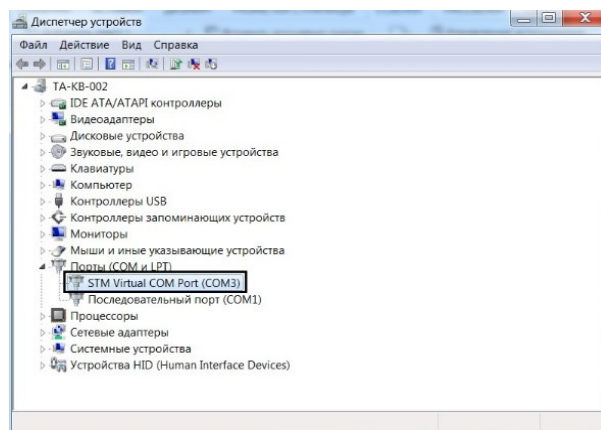 Диспетчер устройств
Файл Действие Вид Справка
TA-KB-002
IDE ATA/ATAPI контроллеры
Видеоадаптеры
Дисковые устройства
Звуковые, видео и игровые устройства
Клавиатуры
Компьютер
Контроллеры USB
Контроллеры запоминающих устройств
Мониторы
Мыши и иные указывающие устройства
Порты (COM и LPT)
STM Virtual COM Port (COM3)
Последовательный порт (COM1)
Процессоры
Сетевые адаптеры
Системные устройства
Устройства HID (Human Interface Devices)